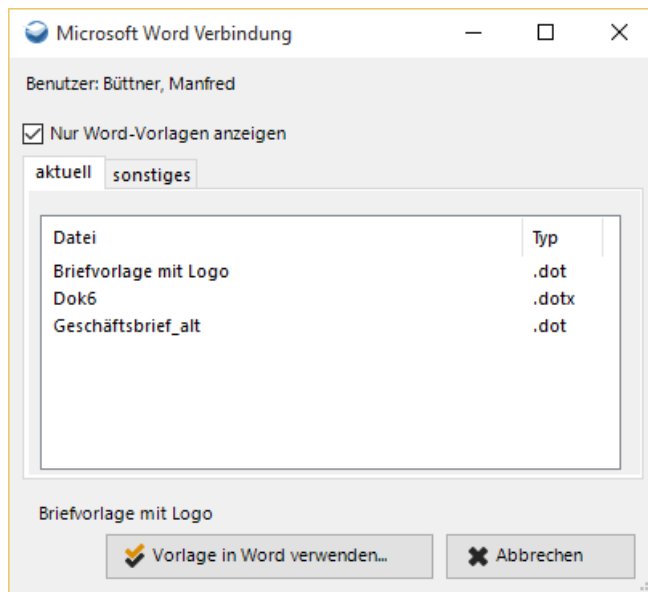 Microsoft Word Verbindung
Benutzer: Büttner, Manfred
Nur Word-Vorlagen anzeigen
aktuell sonstiges
Datei Typ
Briefvorlage mit Logo .dot
Dok6 .dotx
Geschäftsbrief_alt .dot
Briefvorlage mit Logo
Vorlage in Word verwenden... Abbrechen